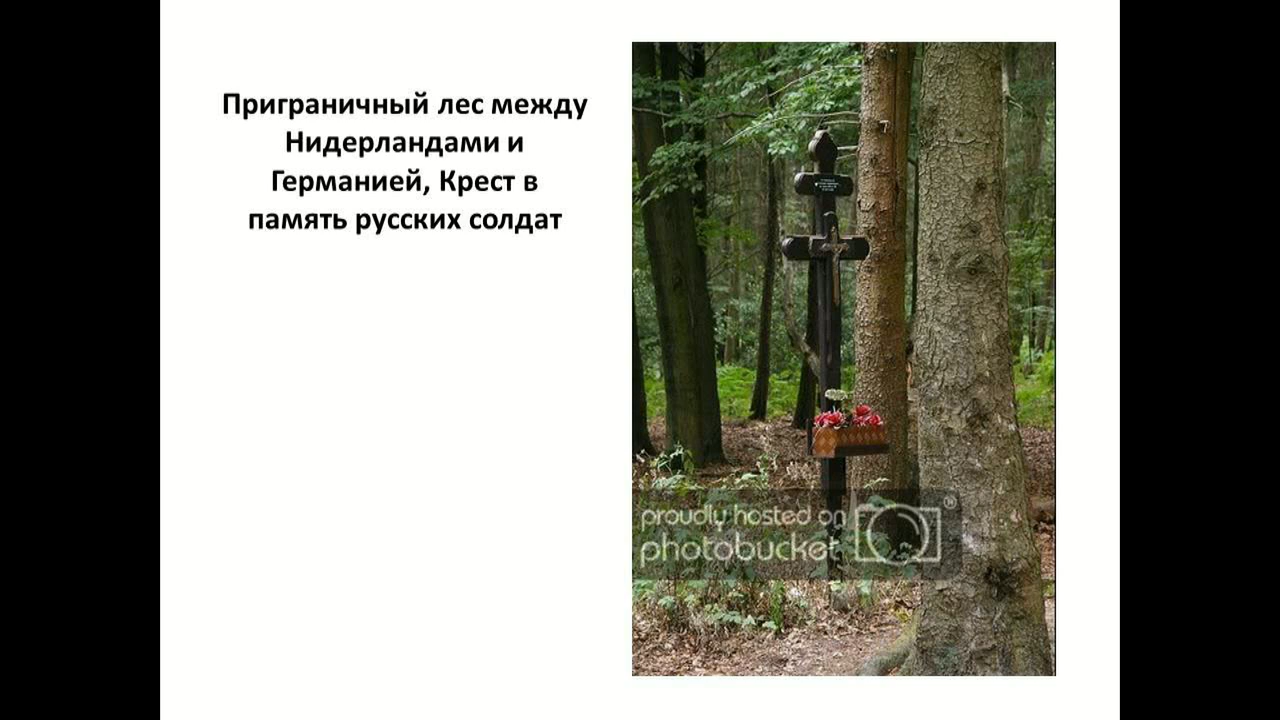 Приграничный лес между
Нидерландами и
Германией, Крест в
память русских солдат
proudly hosted on
photobucket